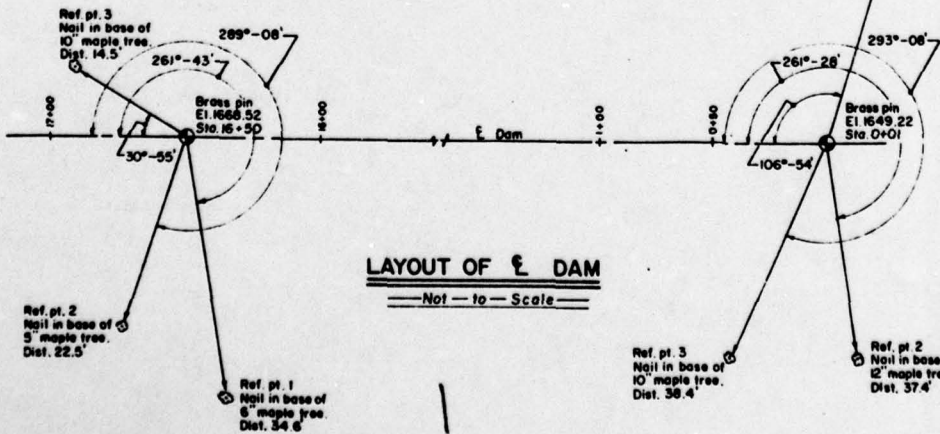 Ref. pt. 3
Nail in base of
10" maple tree.
Dist. 14.5'
289°-08'
261°-43'
Brass pin
El. 1668.52
Sta. 16+50
30°-55'
17+00
16+00
℄ Dam
1+00
0+50
293°-08'
261°-28'
Brass pin
El. 1649.22
Sta. 0+01
106°-54'
LAYOUT OF ℄ DAM
Not to Scale
Ref. pt. 2
Nail in base of
5" maple tree.
Dist. 22.5'
Ref. pt. 1
Nail in base of
6" maple tree.
Dist. 34.6'
Ref. pt. 3
Nail in base of
10" maple tree.
Dist. 38.4'
Ref. pt. 2
Nail in base
12" maple tre
Dist. 37.4'